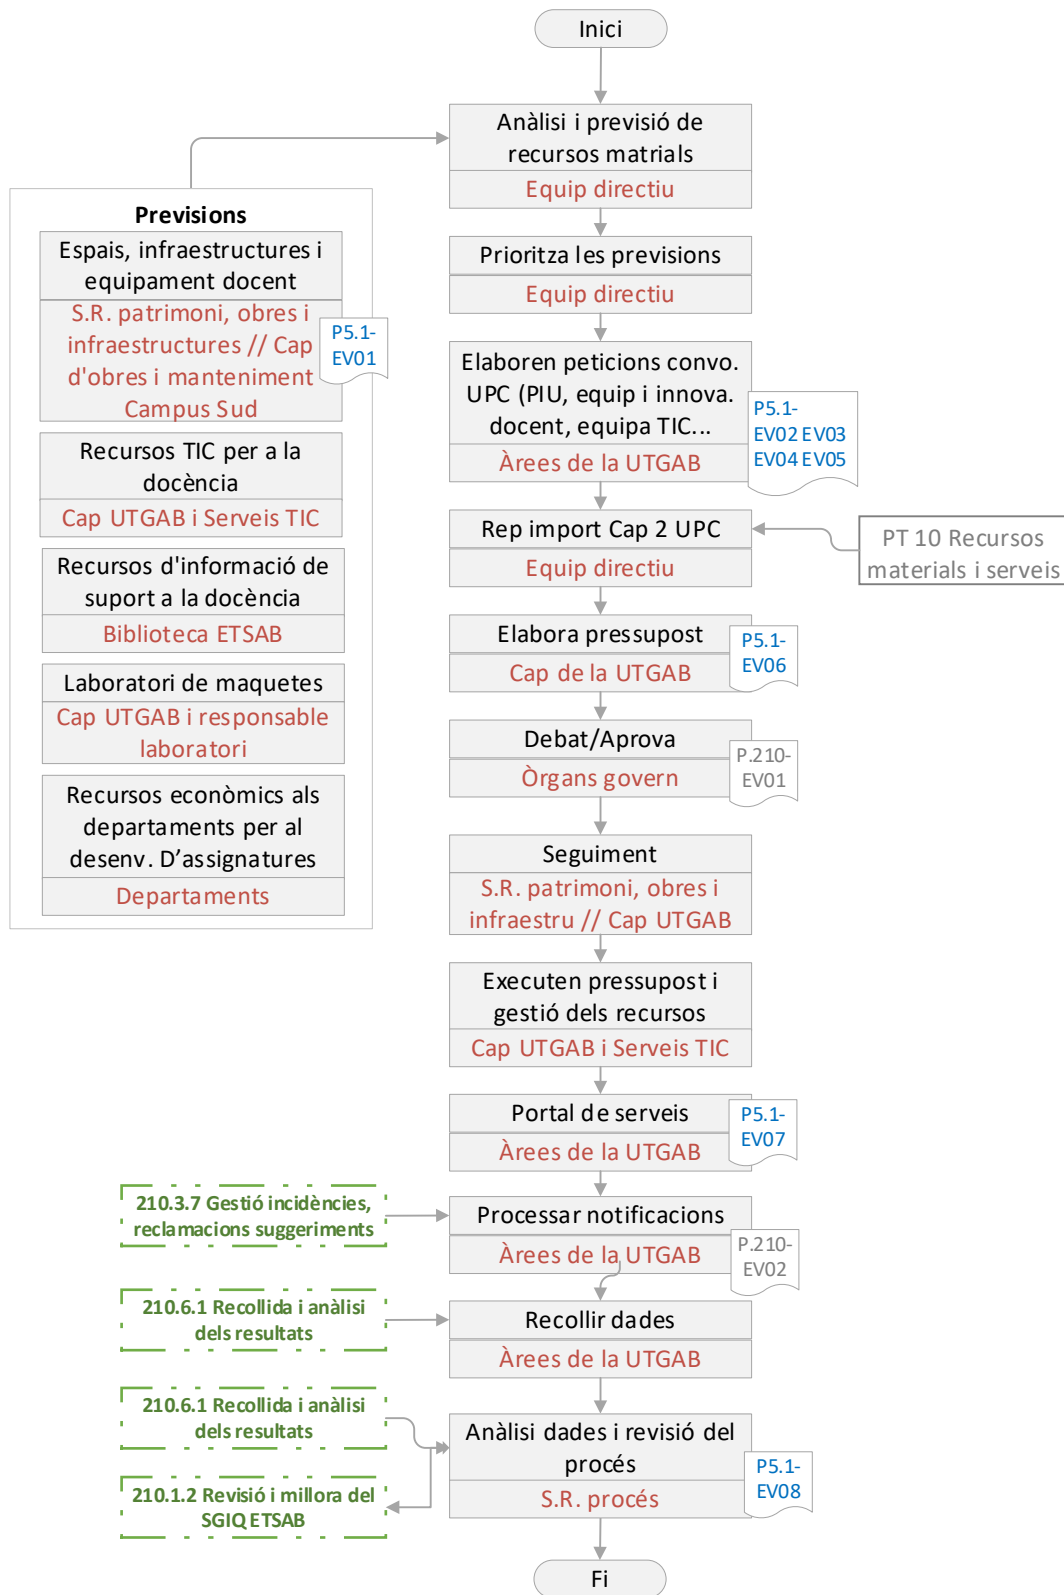 Inici
Anàlisi i previsió de
recursos matrials
Equip directiu
Previsions
Espais, infraestructures i
equipament docent
S.R. patrimoni, obres i
infraestructures // Cap
d'obres i manteniment
Campus Sud
P5.1-
EV01
Recursos TIC per a la
docència
Cap UTGAB i Serveis TIC
Recursos d'informació de
suport a la docència
Biblioteca ETSAB
Laboratori de maquetes
Cap UTGAB i responsable
laboratori
Recursos econòmics als
departaments per al
desenv. D’assignatures
Departaments
Prioritza les previsions
Equip directiu
Elaboren peticions convo.
UPC (PIU, equip i innova.
docent, equipa TIC...
Àrees de la UTGAB
P5.1-
EV02 EV03
EV04 EV05
Rep import Cap 2 UPC
Equip directiu
PT 10 Recursos
materials i serveis
Elabora pressupost
Cap de la UTGAB
P5.1-
EV06
Debat/Aprova
Òrgans govern
P.210-
EV01
Seguiment
S.R. patrimoni, obres i
infraestru // Cap UTGAB
Executen pressupost i
gestió dels recursos
Cap UTGAB i Serveis TIC
Portal de serveis
Àrees de la UTGAB
P5.1-
EV07
210.3.7 Gestió incidències,
reclamacions suggeriments
Processar notificacions
Àrees de la UTGAB
P.210-
EV02
210.6.1 Recollida i anàlisi
dels resultats
Recollir dades
Àrees de la UTGAB
210.6.1 Recollida i anàlisi
dels resultats
Anàlisi dades i revisió del
procés
S.R. procés
P5.1-
EV08
210.1.2 Revisió i millora del
SGIQ ETSAB
Fi